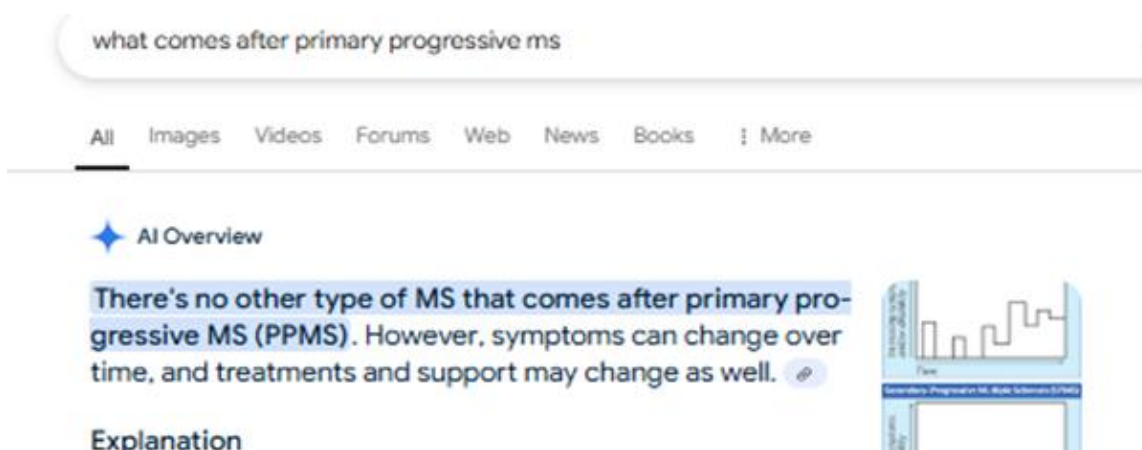 what comes after primary progressive ms
All Images Videos Forums Web News Books More
AI Overview
There's no other type of MS that comes after primary pro-
gressive MS (PPMS). However, symptoms can change over
time, and treatments and support may change as well.
Time
Explanation